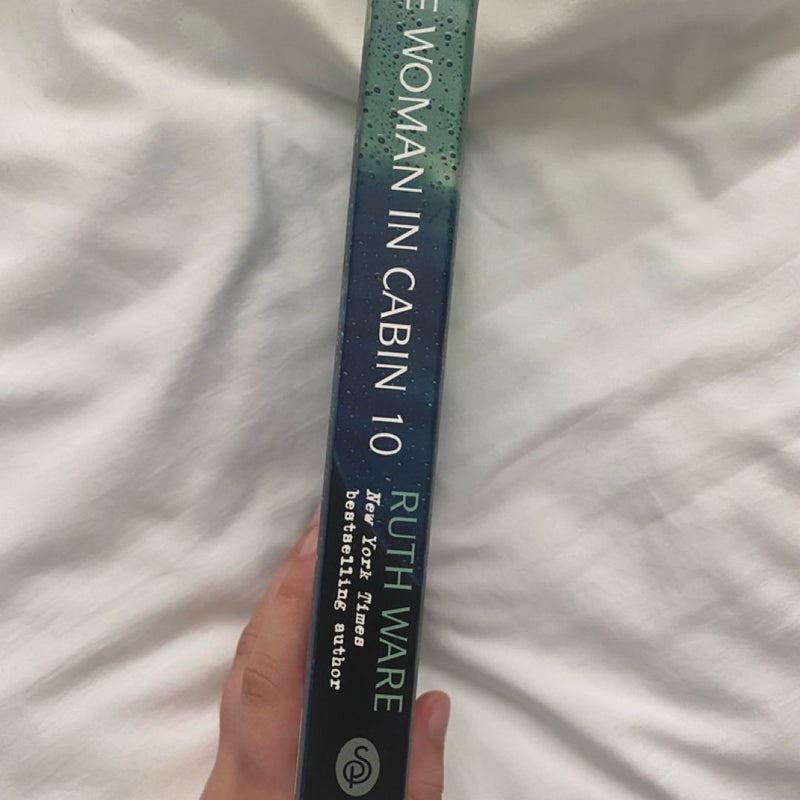 E WOMAN IN CABIN 10
RUTH WARE
New York Times
bestselling author